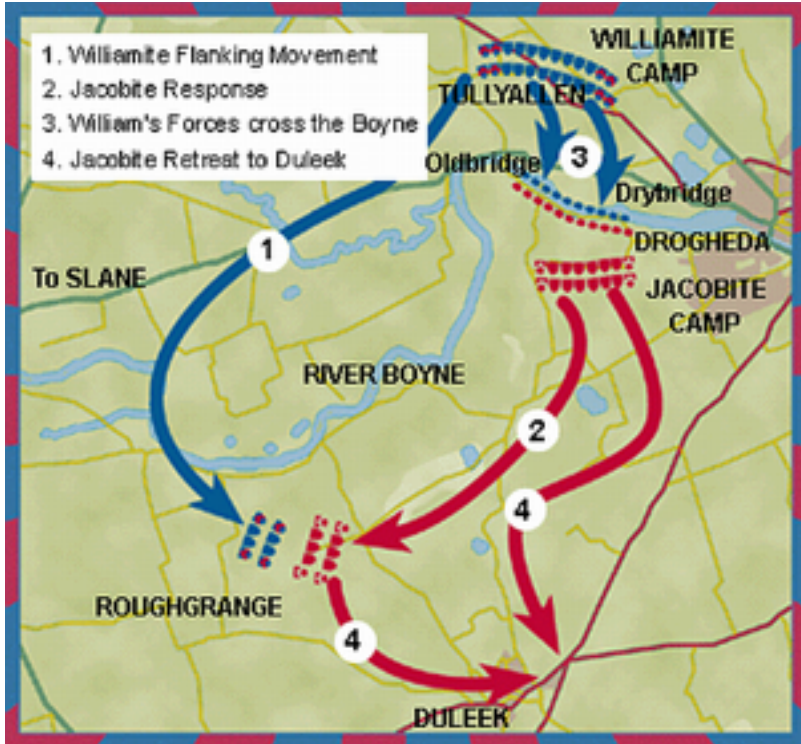 1. Williamite Flanking Movement
2. Jacobite Response
3. William's Forces cross the Boyne
4. Jacobite Retreat to Duleek
WILLIAMITE
CAMP
TULLYALLEN
Oldbridge
3
Drybridge
DROGHEDA
1
To SLANE
JACOBITE
CAMP
RIVER BOYNE
2
4
ROUGHGRANGE
4
DULEEK